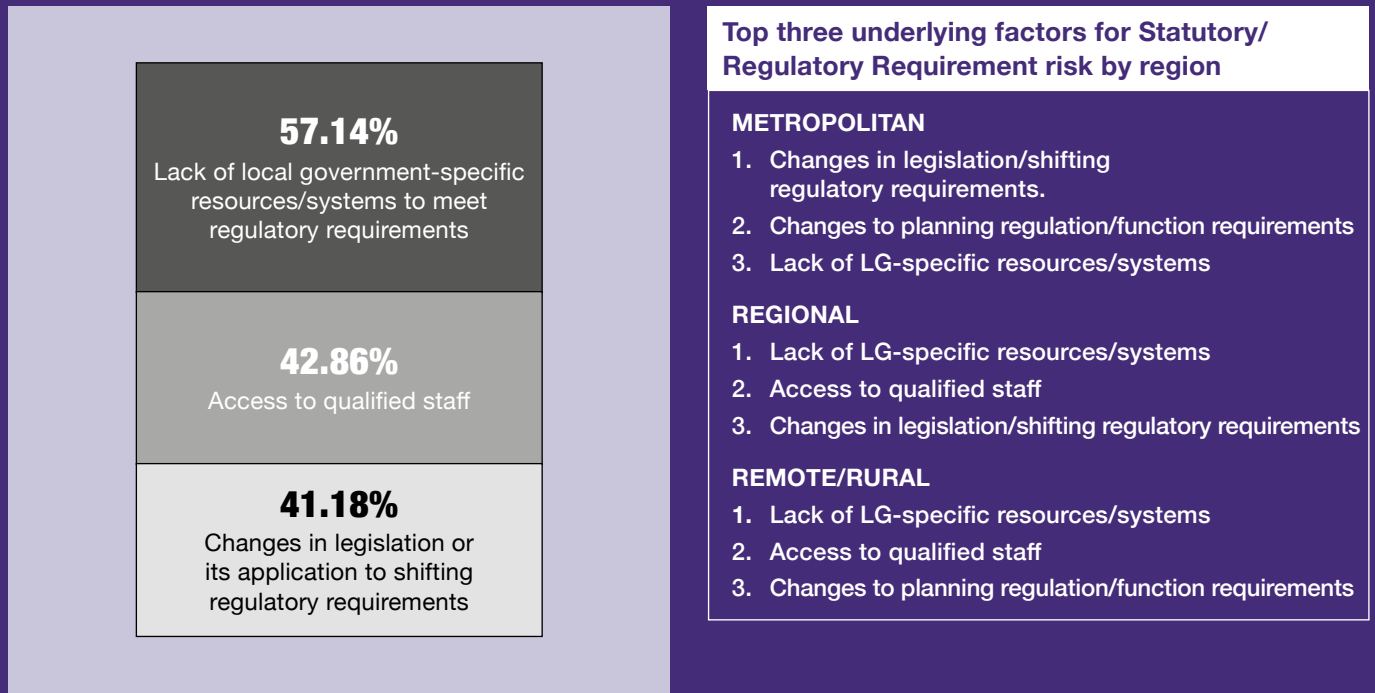 57.14%
Lack of local government-specific
resources/systems to meet
regulatory requirements
42.86%
Access to qualified staff
41.18%
Changes in legislation or
its application to shifting
regulatory requirements
Top three underlying factors for Statutory/
Regulatory Requirement risk by region
METROPOLITAN
1. Changes in legislation/shifting
regulatory requirements.
2. Changes to planning regulation/function requirements
3. Lack of LG-specific resources/systems
REGIONAL
1. Lack of LG-specific resources/systems
2. Access to qualified staff
3. Changes in legislation/shifting regulatory requirements
REMOTE/RURAL
1. Lack of LG-specific resources/systems
2. Access to qualified staff
3. Changes to planning regulation/function requirements